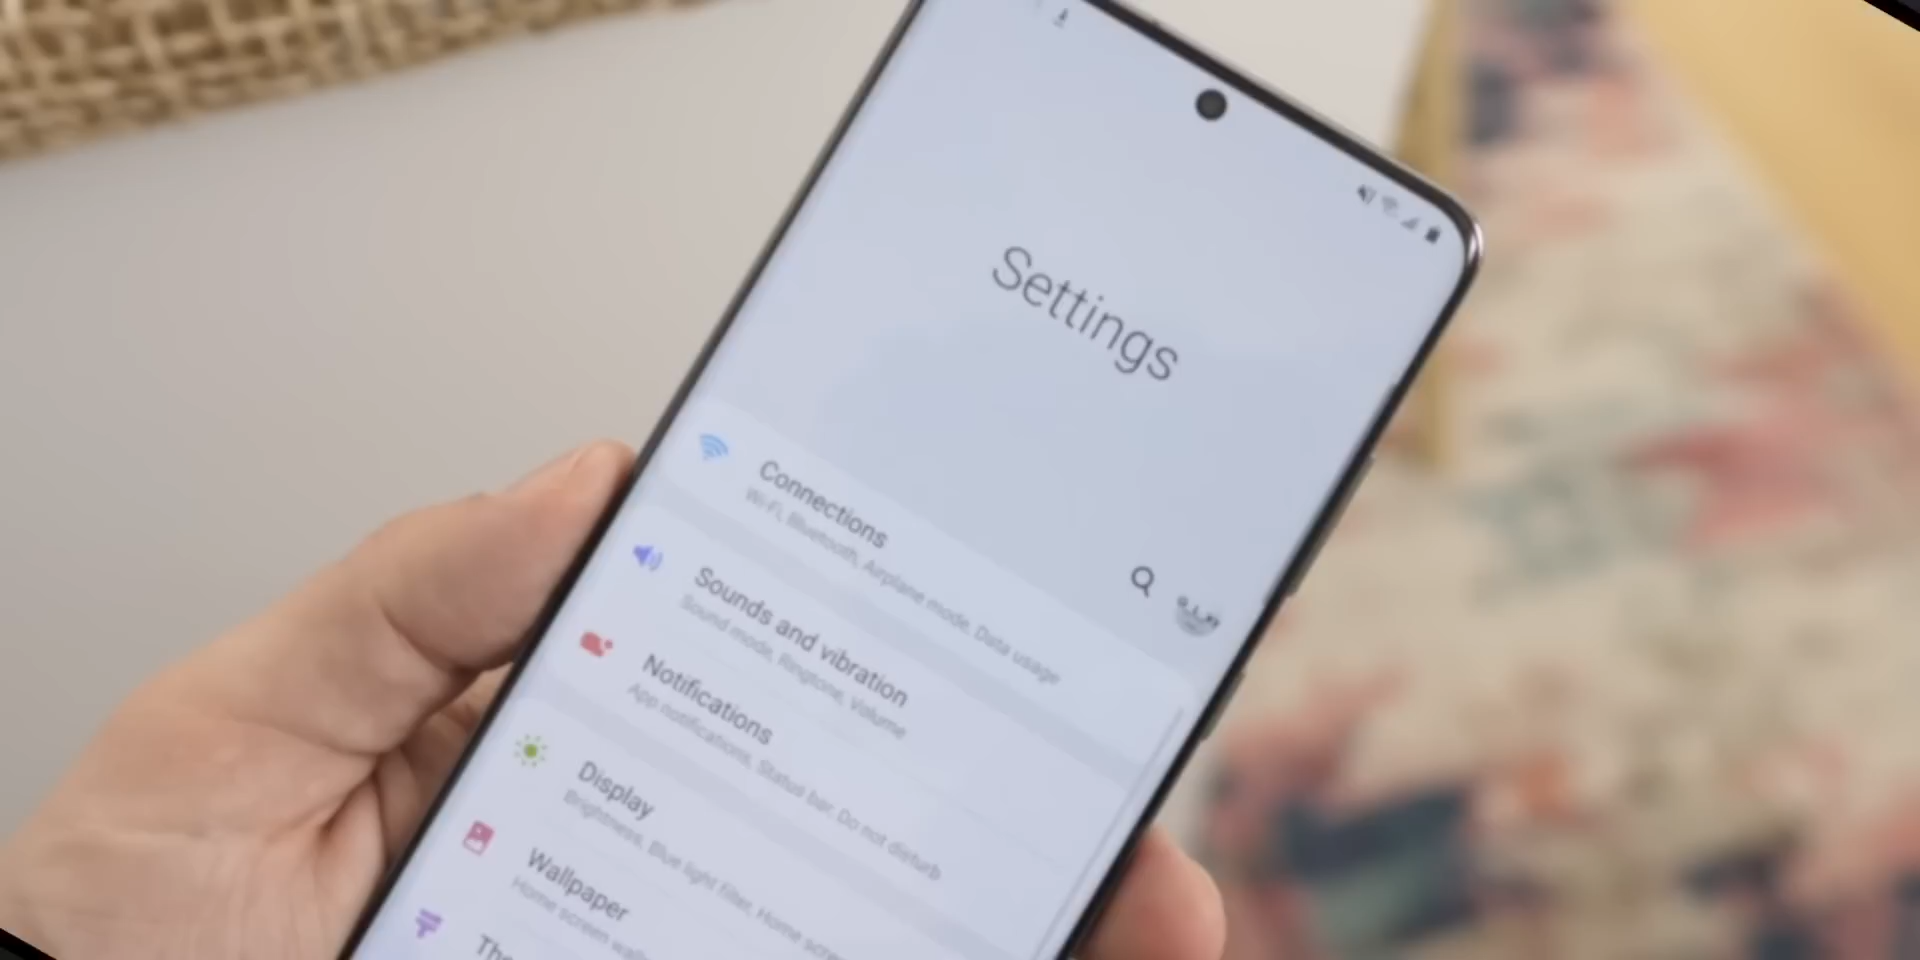 Settings
Connections
Wi-Fi, Bluetooth, Airplane mode, Data usage
Sounds and vibration
Sound mode, Ringtone, Volume
Notifications
App notifications, Status bar, Do not disturb
Display
Brightness, Blue light filter, Home
Wallpaper
Home screen